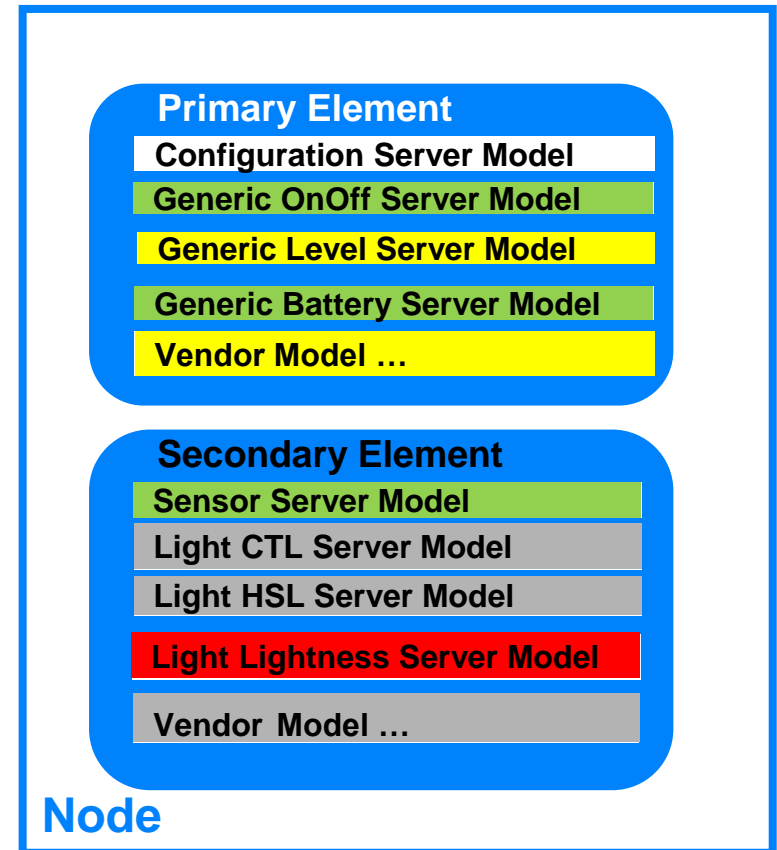 Primary Element
Configuration Server Model
Generic OnOff Server Model
Generic Level Server Model
Generic Battery Server Model
Vendor Model …
Secondary Element
Sensor Server Model
Light CTL Server Model
Light HSL Server Model
Light Lightness Server Model
Vendor Model …
Node